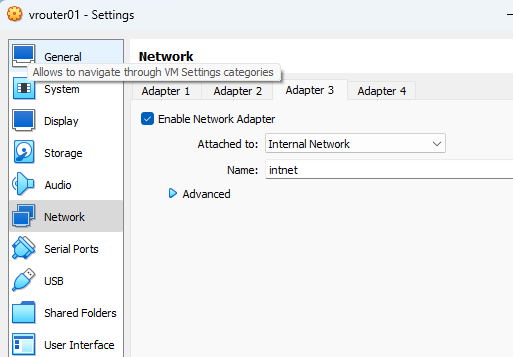 vrouter01 - Settings
General
Allows to navigate through VM Settings categories
System
Display
Storage
Audio
Network
Serial Ports
USB
Shared Folders
User Interface
Network
Adapter 1 Adapter 2 Adapter 3 Adapter 4
Enable Network Adapter
Attached to: Internal Network
Name: intnet
Advanced